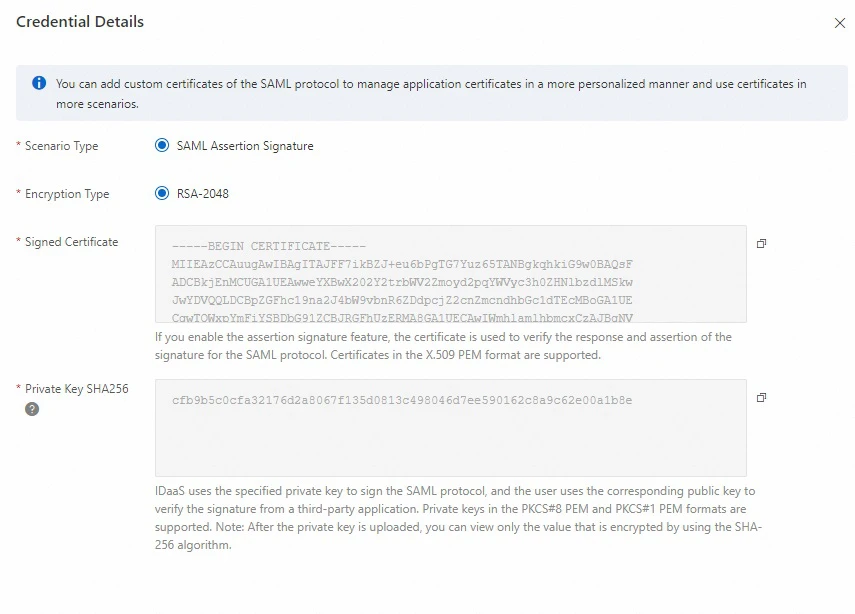 Credential Details
You can add custom certificates of the SAML protocol to manage application certificates in a more personalized manner and use certificates in
more scenarios.
* Scenario Type
SAML Assertion Signature
* Encryption Type
RSA-2048
* Signed Certificate
-----BEGIN CERTIFICATE-----
MIIEAzCCAuugAwIBAgITAJFF7ikBZJ+eu6bPgTG7Yuz65TANBgkqhkiG9w0BAQsF
ADCBkjEnMCUGA1UEAwweYXBwX202Y2trbWV2Zmoyd2pqYWVyc3h0ZHNlbzdlMSkw
JwYDVQQLDCBpZGFhc19na2J4bW9vbnR6ZDdpcjZ2cnZmcndhbGc1dTEcMBoGA1UE
CgwTQWxpYmFiYSBDbG91ZCBJRGFhUzERMA8GA1UECAwIWmhlamlhbmcxCzAJBgNV
If you enable the assertion signature feature, the certificate is used to verify the response and assertion of the
signature for the SAML protocol. Certificates in the X.509 PEM format are supported.
* Private Key SHA256
?
cfb9b5c0cfa32176d2a8067f135d0813c498046d7ee590162c8a9c62e00a1b8e
IDaaS uses the specified private key to sign the SAML protocol, and the user uses the corresponding public key to
verify the signature from a third-party application. Private keys in the PKCS#8 PEM and PKCS#1 PEM formats are
supported. Note: After the private key is uploaded, you can view only the value that is encrypted by using the SHA-
256 algorithm.